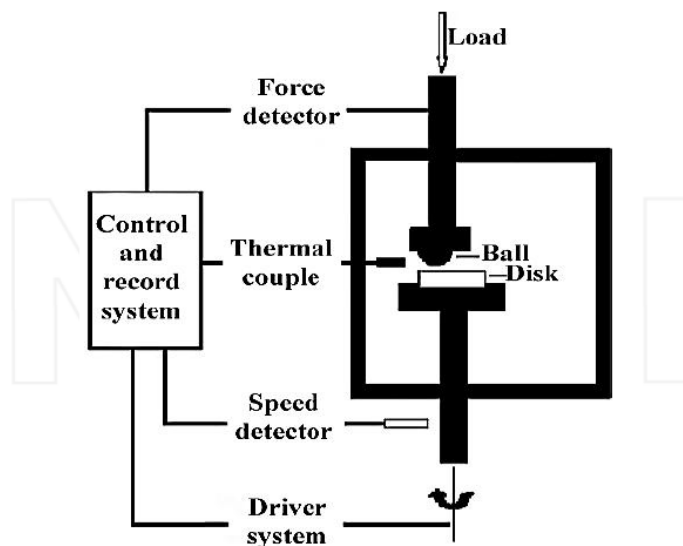 Load
Force
detector
Control
and
record
system
Thermal
couple
Ball
Disk
Speed
detector
Driver
system